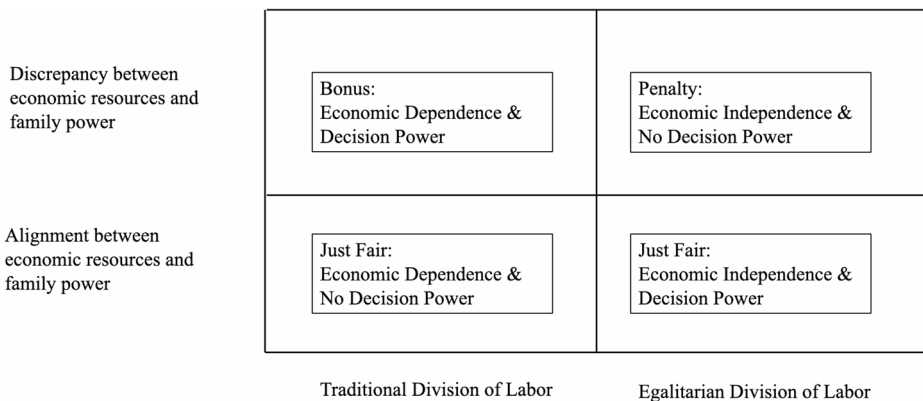 Discrepancy between
economic resources and
family power
Bonus:
Economic Dependence &
Decision Power
Penalty:
Economic Independence &
No Decision Power
Alignment between
economic resources and
family power
Just Fair:
Economic Dependence &
No Decision Power
Just Fair:
Economic Independence &
Decision Power
Traditional Division of Labor
Egalitarian Division of Labor